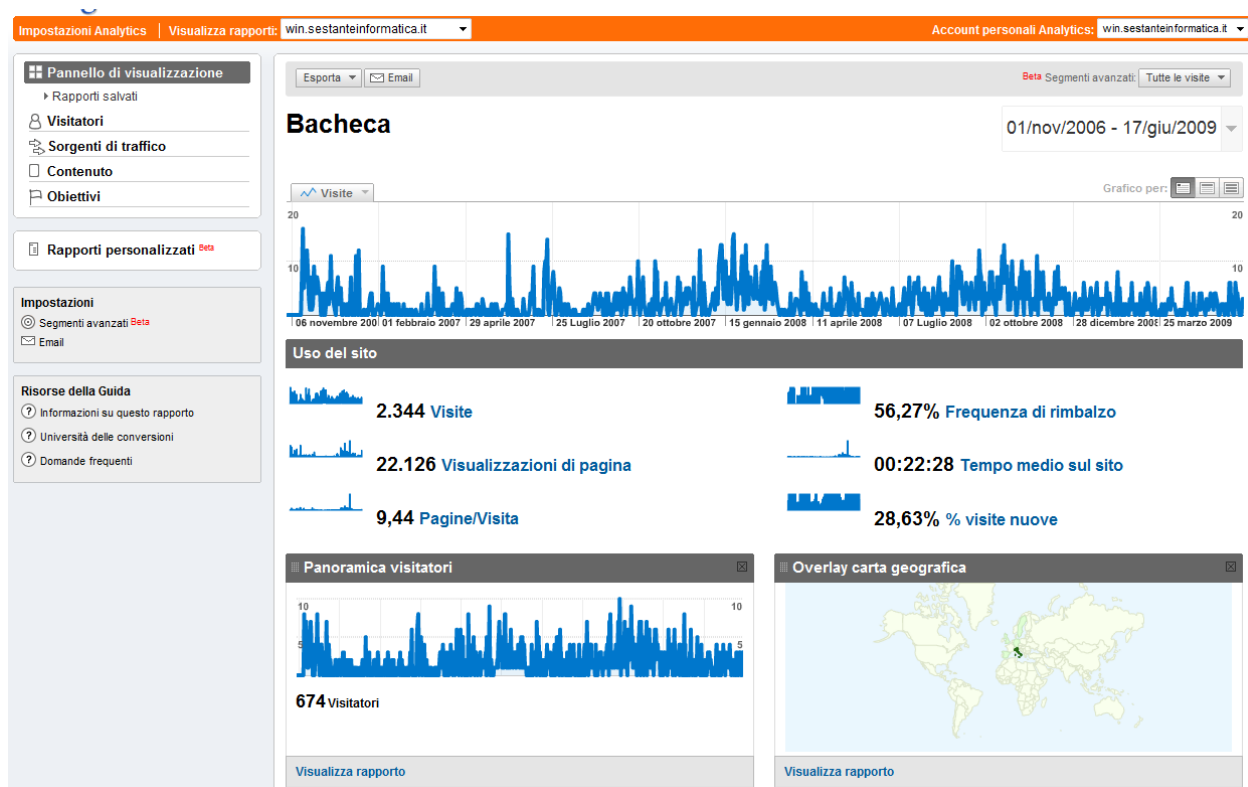 Impostazioni Analytics | Visualizza rapporti: win.sestanteinformatica.it
Account personali Analytics: win.sestanteinformatica.it
Pannello di visualizzazione
Rapporti salvati
Visitatori
Sorgenti di traffico
Contenuto
Obiettivi
Rapporti personalizzati Beta
Impostazioni
Segmenti avanzati Beta
Email
Risorse della Guida
Informazioni su questo rapporto
Università delle conversioni
Domande frequenti
Esporta Email
Beta Segmenti avanzati: Tutte le visite
Bacheca
01/nov/2006 - 17/giu/2009
Visite
Grafico per:
20 20
10 10
06 novembre 200 01 febbraio 2007 29 aprile 2007 25 Luglio 2007 20 ottobre 2007 15 gennaio 2008 11 aprile 2008 07 Luglio 2008 02 ottobre 2008 28 dicembre 2008 25 marzo 2009
Uso del sito
2.344 Visite
56,27% Frequenza di rimbalzo
22.126 Visualizzazioni di pagina
00:22:28 Tempo medio sul sito
9,44 Pagine/Visita
28,63% % visite nuove
Panoramica visitatori
10 10
5 5
674 Visitatori
Visualizza rapporto
Overlay carta geografica
Visualizza rapporto